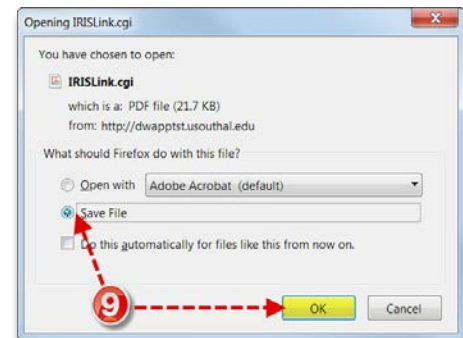 Opening IRISLink.cgi
You have chosen to open:
IRISLink.cgi
which is a: PDF file (21.7 KB)
from: http://dwapptst.usouthal.edu
What should Firefox do with this file?
Open with Adobe Acrobat (default)
Save File
Do this automatically for files like this from now on.
9
OK Cancel